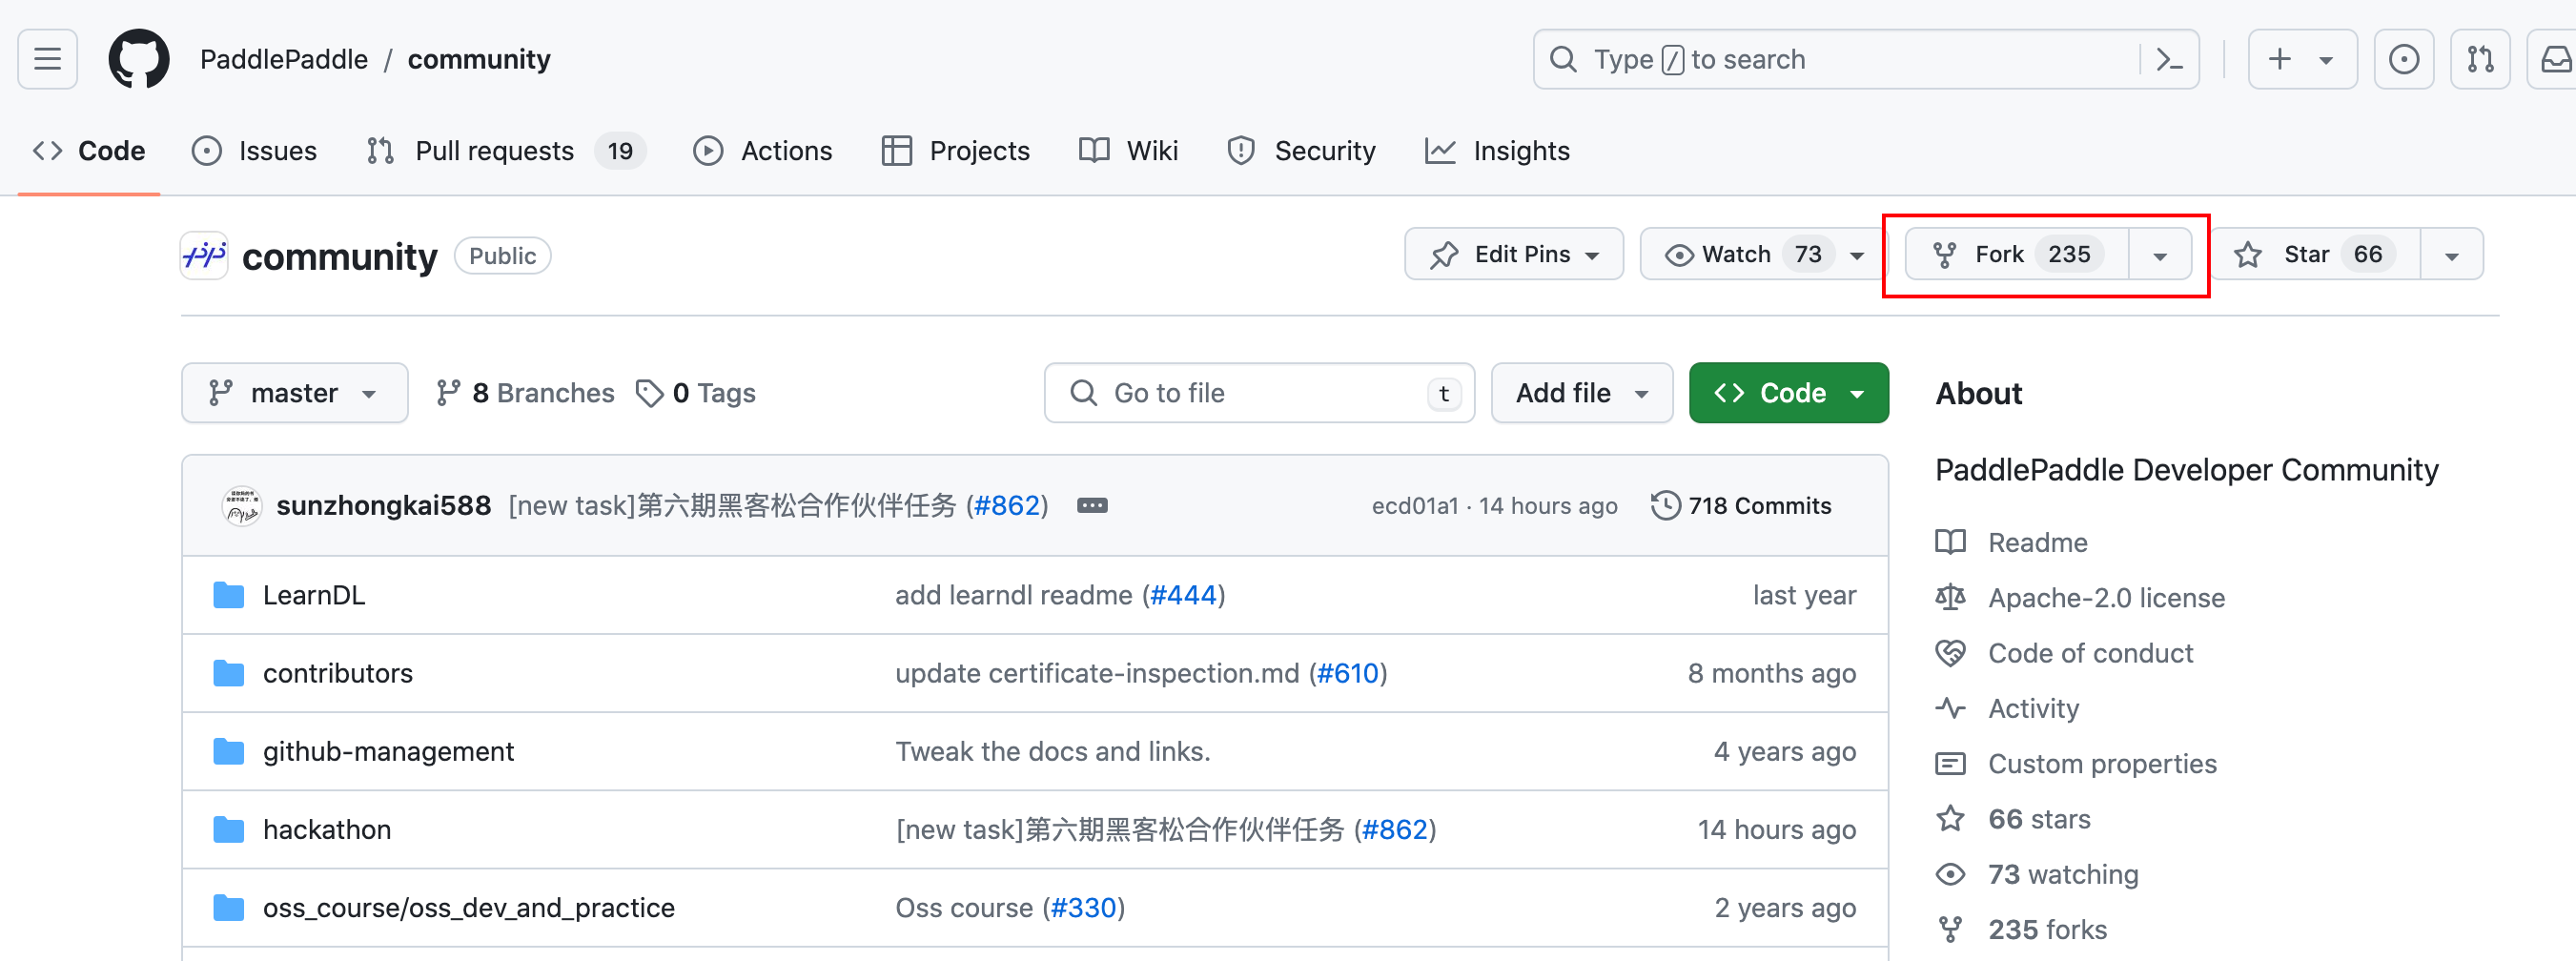 PaddlePaddle / community
Type / to search
Code Issues Pull requests 19 Actions Projects Wiki Security Insights
community Public Edit Pins Watch 73 Fork 235 Star 66
master 8 Branches 0 Tags Go to file t Add file Code
sunzhongkai588 [new task]第六期黑客松合作伙伴任务 (#862) ecd01a1 · 14 hours ago 718 Commits
LearnDL add learndl readme (#444) last year
contributors update certificate-inspection.md (#610) 8 months ago
github-management Tweak the docs and links. 4 years ago
hackathon [new task]第六期黑客松合作伙伴任务 (#862) 14 hours ago
oss_course/oss_dev_and_practice Oss course (#330) 2 years ago
About
PaddlePaddle Developer Community
Readme
Apache-2.0 license
Code of conduct
Activity
Custom properties
66 stars
73 watching
235 forks